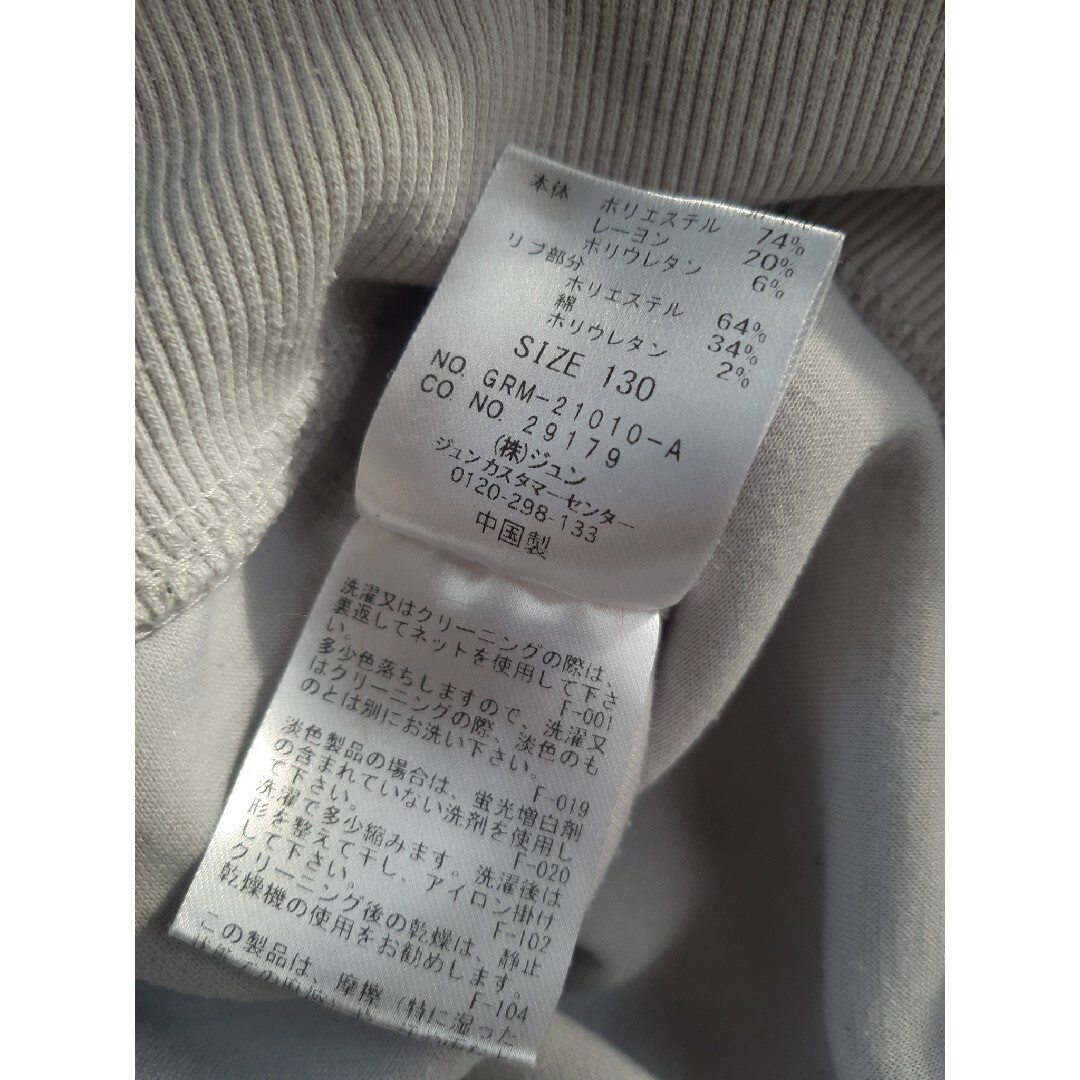 本体 ポリエステル 74%
レーヨン 20%
ポリウレタン 6%
リブ部分
ポリエステル 64%
綿 34%
ポリウレタン 2%
SIZE 130
NO. GRM-21010-A
CO. NO. 29179
(株)ジュン
ジュンカスタマーセンター
0120-298-133
中国製
洗濯又はクリーニングの際は、
裏返してネットを使用して下さ
い。 F-001
多少色落ちしますので、洗濯又
はクリーニングの際、淡色のも
のとは別にお洗い下さい。
F-019
淡色製品の場合は、蛍光増白剤
の含まれていない洗剤を使用し
て下さい。 F-020
洗濯で多少縮みます。洗濯後は
形を整えて干し、アイロン掛け
して下さい。 F-102
クリーニング後の乾燥は、静止
乾燥機の使用をお勧めします。
F-104
この製品は、摩擦（特に湿った